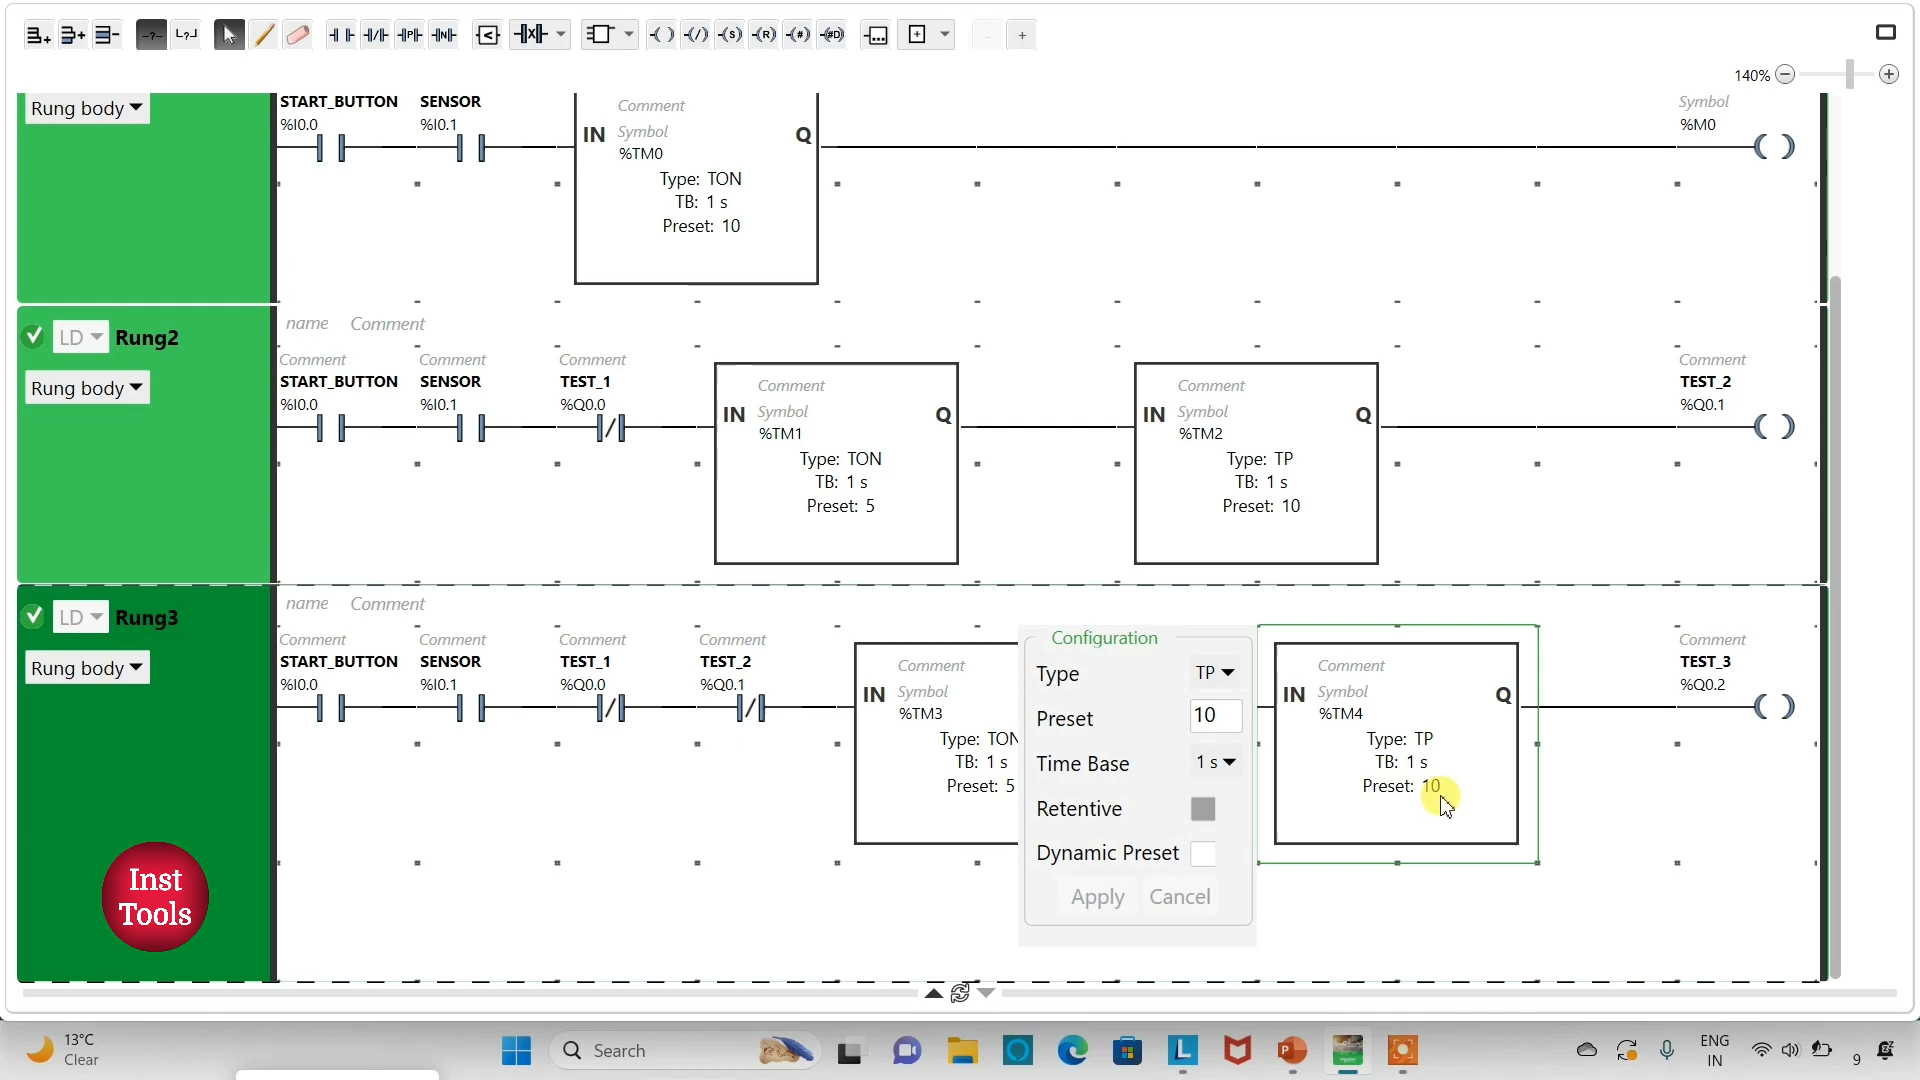 140%
Rung body
START_BUTTON SENSOR
%I0.0 %I0.1
Comment
IN Symbol Q
%TM0
Type: TON
TB: 1 s
Preset: 10
Symbol
%M0
LD Rung2
Rung body
name Comment
Comment Comment Comment
START_BUTTON SENSOR TEST_1
%I0.0 %I0.1 %Q0.0
Comment
IN Symbol Q
%TM1
Type: TON
TB: 1 s
Preset: 5
Comment
IN Symbol Q
%TM2
Type: TP
TB: 1 s
Preset: 10
Comment
TEST_2
%Q0.1
LD Rung3
Rung body
name Comment
Comment Comment Comment Comment
START_BUTTON SENSOR TEST_1 TEST_2
%I0.0 %I0.1 %Q0.0 %Q0.1
Comment
IN Symbol
%TM3
Type: TON
TB: 1 s
Preset: 5
Configuration
Type TP
Preset 10
Time Base 1 s
Retentive
Dynamic Preset
Apply Cancel
Comment
IN Symbol Q
%TM4
Type: TP
TB: 1 s
Preset: 10
Comment
TEST_3
%Q0.2
Inst
Tools
13°C
Clear
Search
ENG
IN
9